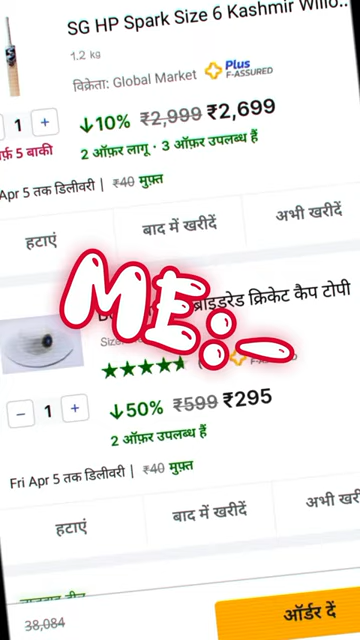 SG HP Spark Size 6 Kashmir Willo...
1.2 kg
विक्रेता: Global Market Plus F-ASSURED
1 +
↓10% ₹2,999 ₹2,699
र्फ़ 5 बाकी
2 ऑफ़र लागू · 3 ऑफ़र उपलब्ध हैं
Apr 5 तक डिलीवरी | ₹40 मुफ़्त
हटाएं बाद में खरीदें अभी खरीदें
ME:-
ब्रॉइडरेड क्रिकेट कैप टोपी
Size
− 1 +
↓50% ₹599 ₹295
2 ऑफ़र उपलब्ध हैं
Fri Apr 5 तक डिलीवरी | ₹40 मुफ़्त
हटाएं बाद में खरीदें अभी खरी
38,084
ऑर्डर दें